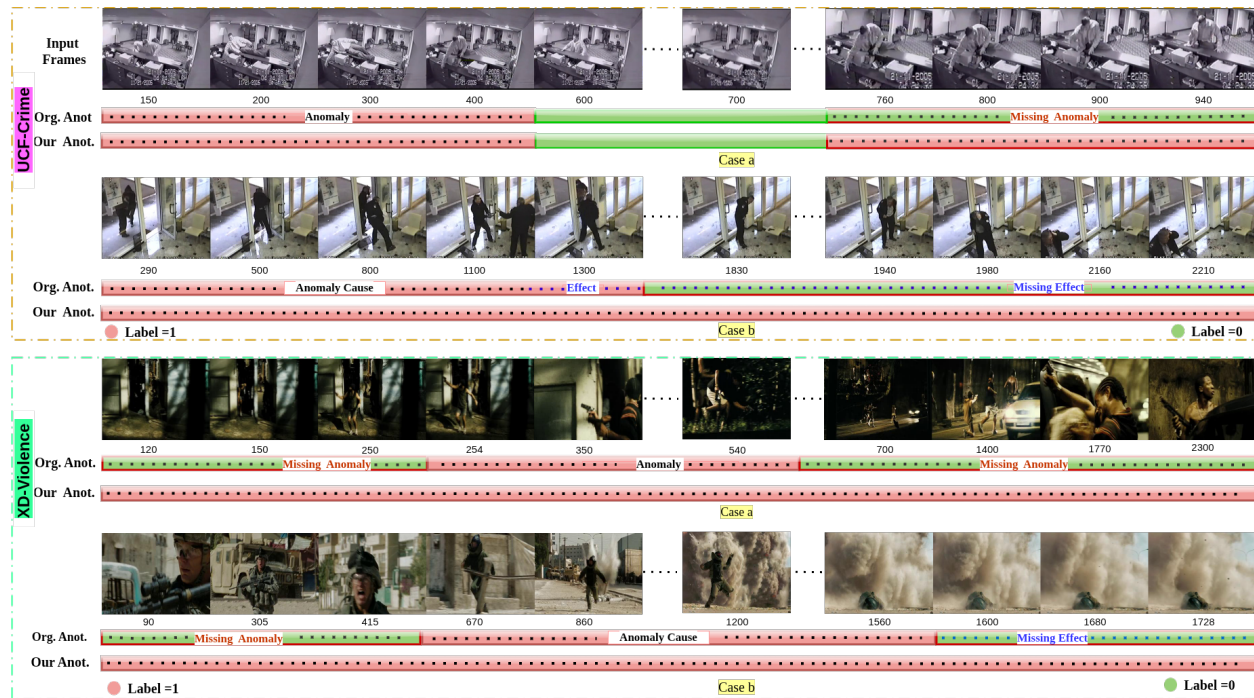 UCF-Crime
Input
Frames
150 200 300 400 600 700 760 800 900 940
Org. Anot Anomaly Missing Anomaly
Our Anot.
Case a
290 500 800 1100 1300 1830 1940 1980 2160 2210
Org. Anot. Anomaly Cause Effect Missing Effect
Our Anot.
Label =1 Case b Label =0
XD-Violence
120 150 250 254 350 540 700 1400 1770 2300
Org. Anot. Missing Anomaly Anomaly Missing Anomaly
Our Anot.
Case a
90 305 415 670 860 1200 1560 1600 1680 1728
Org. Anot. Missing Anomaly Anomaly Cause Missing Effect
Our Anot.
Label =1 Case b Label =0